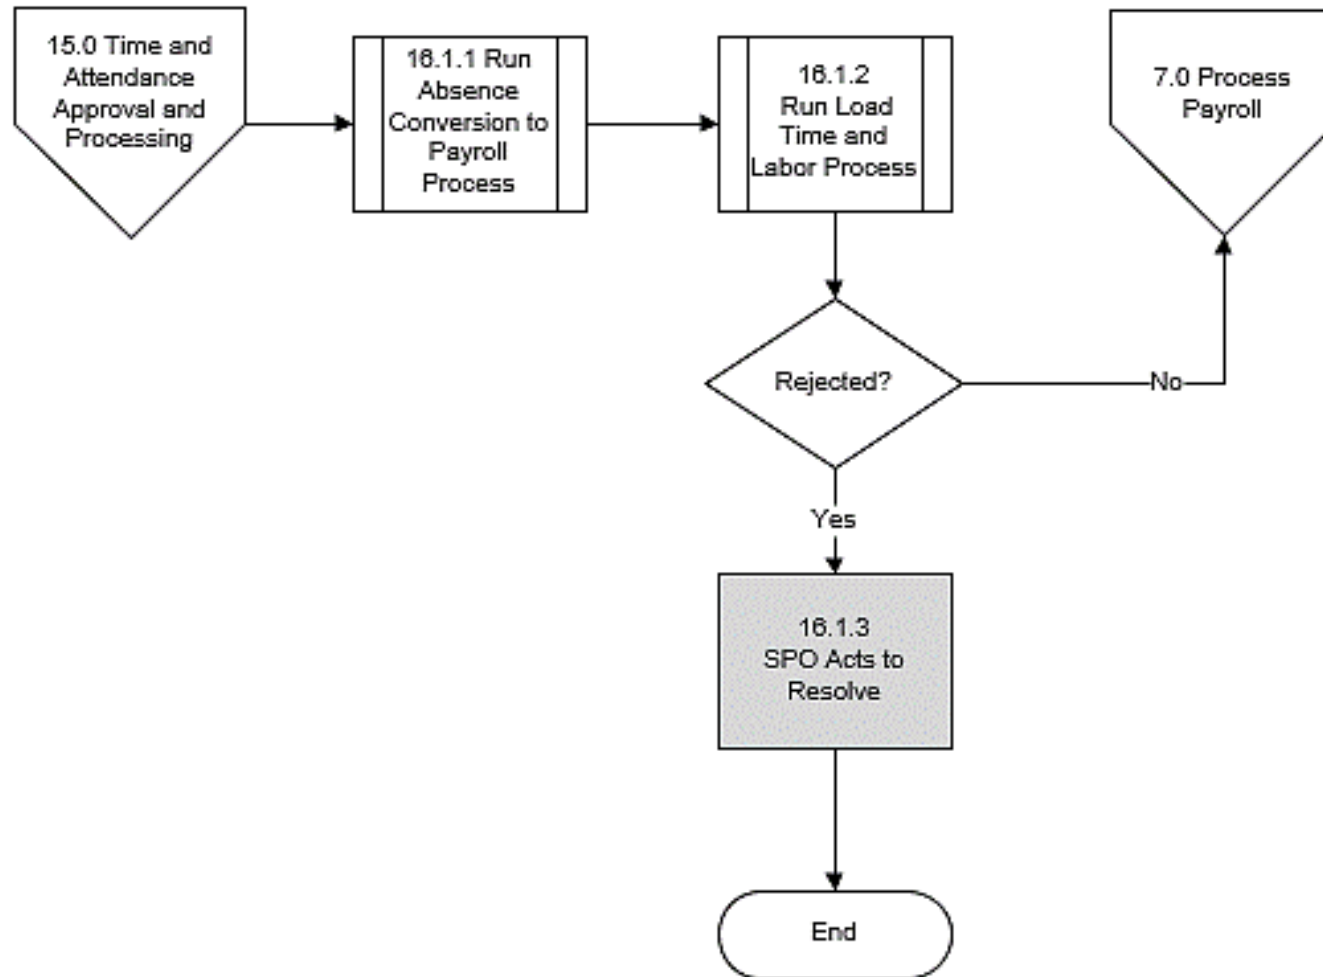 15.0 Time and
Attendance
Approval and
Processing
16.1.1 Run
Absence
Conversion to
Payroll
Process
16.1.2
Run Load
Time and
Labor Process
7.0 Process
Payroll
Rejected?
No
Yes
16.1.3
SPO Acts to
Resolve
End